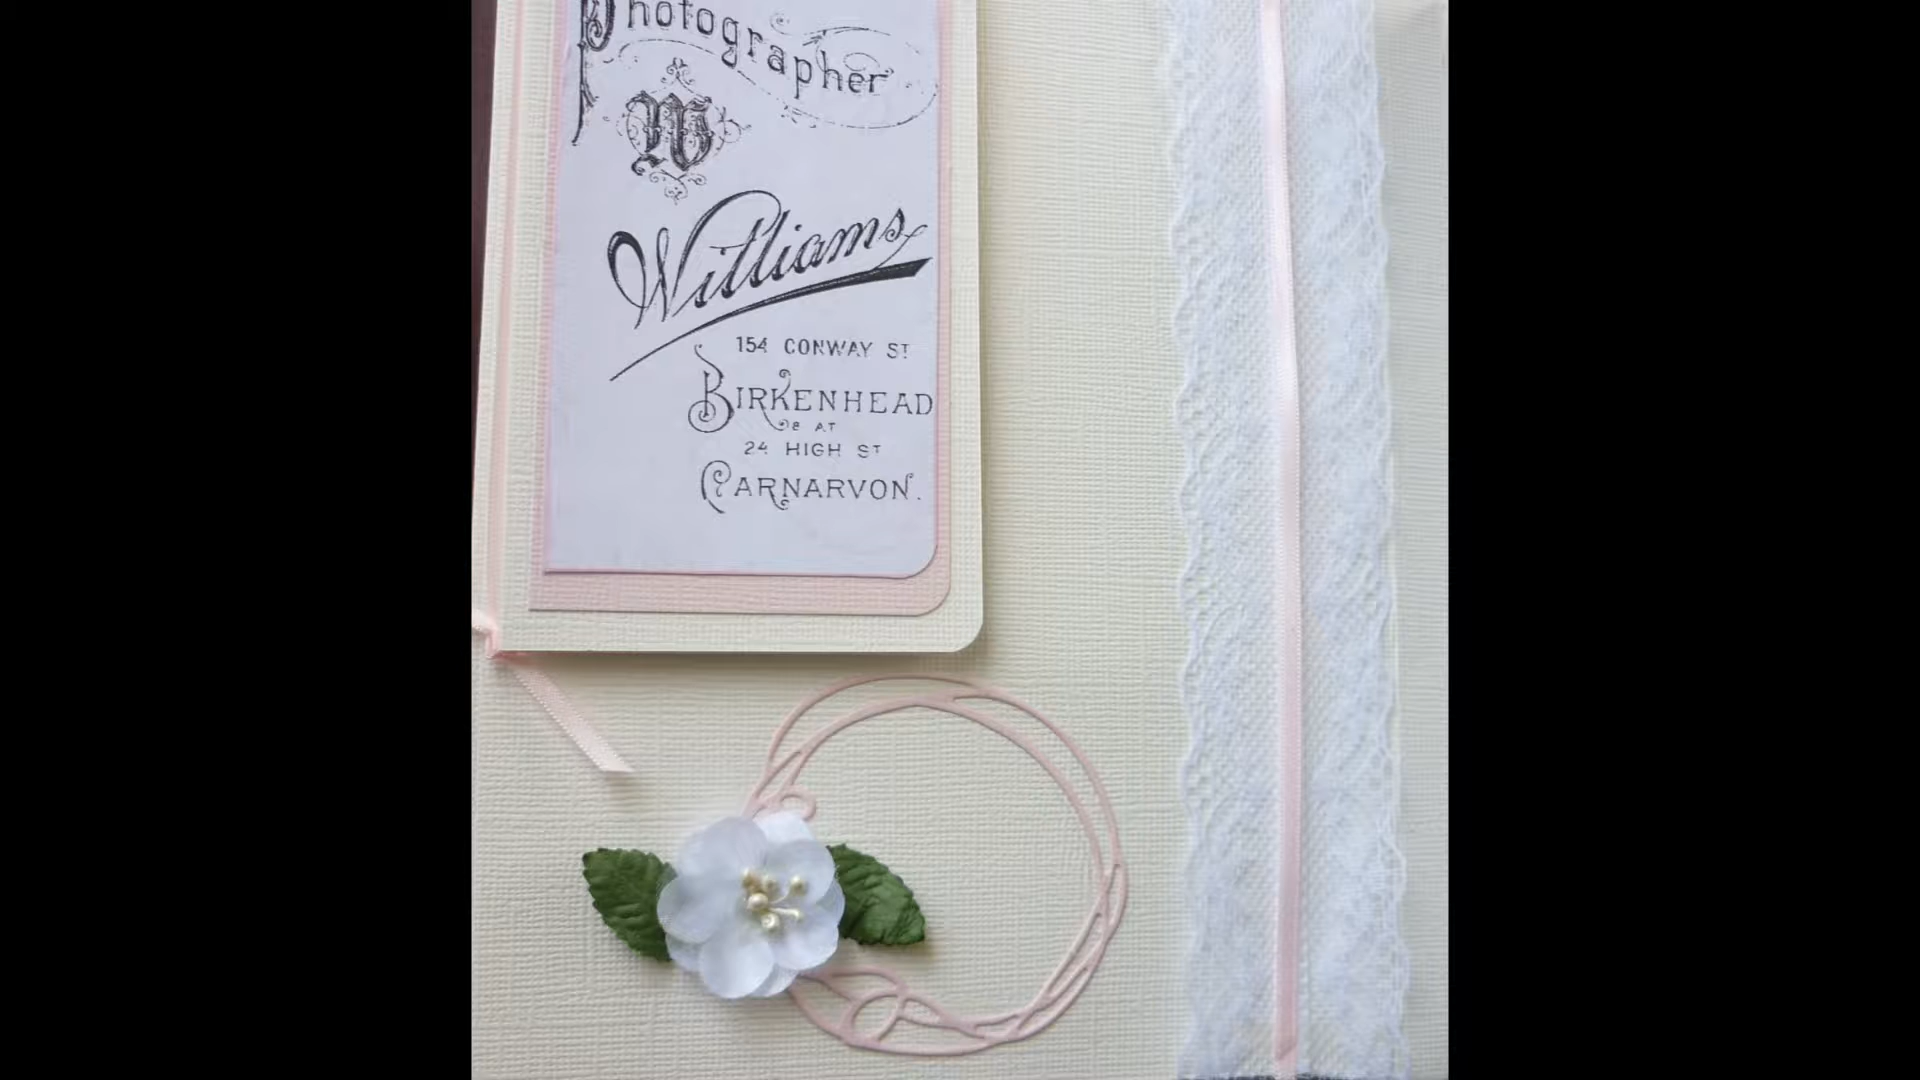 Photographer
W
Williams
154 CONWAY ST
BIRKENHEAD
& AT
24 HIGH ST
CARNARVON.